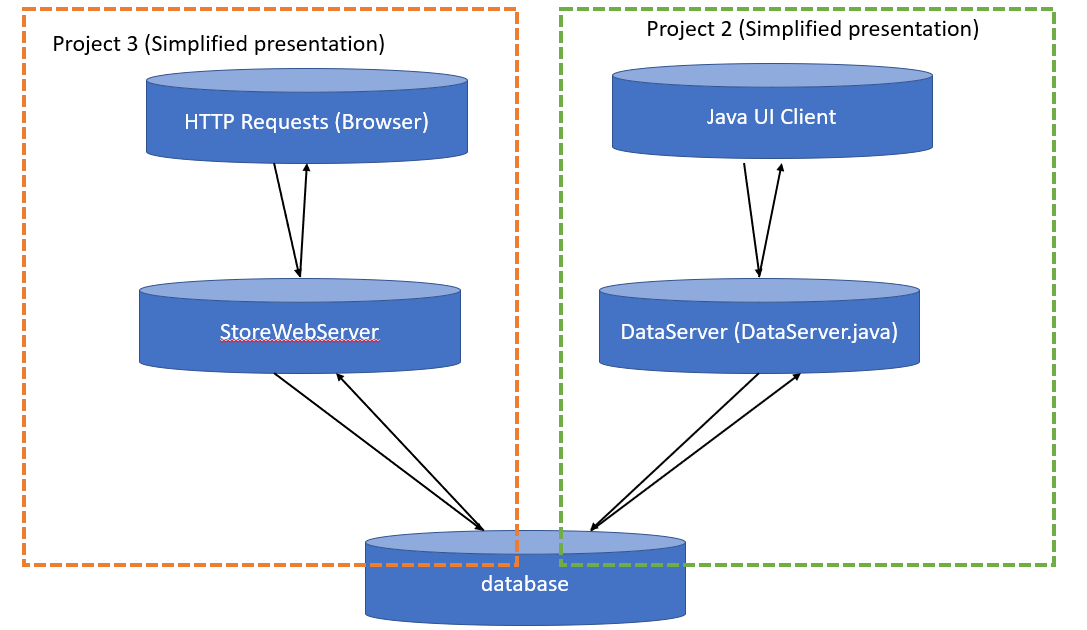 Project 3 (Simplified presentation)
Project 2 (Simplified presentation)
HTTP Requests (Browser)
Java UI Client
StoreWebServer
DataServer (DataServer.java)
database